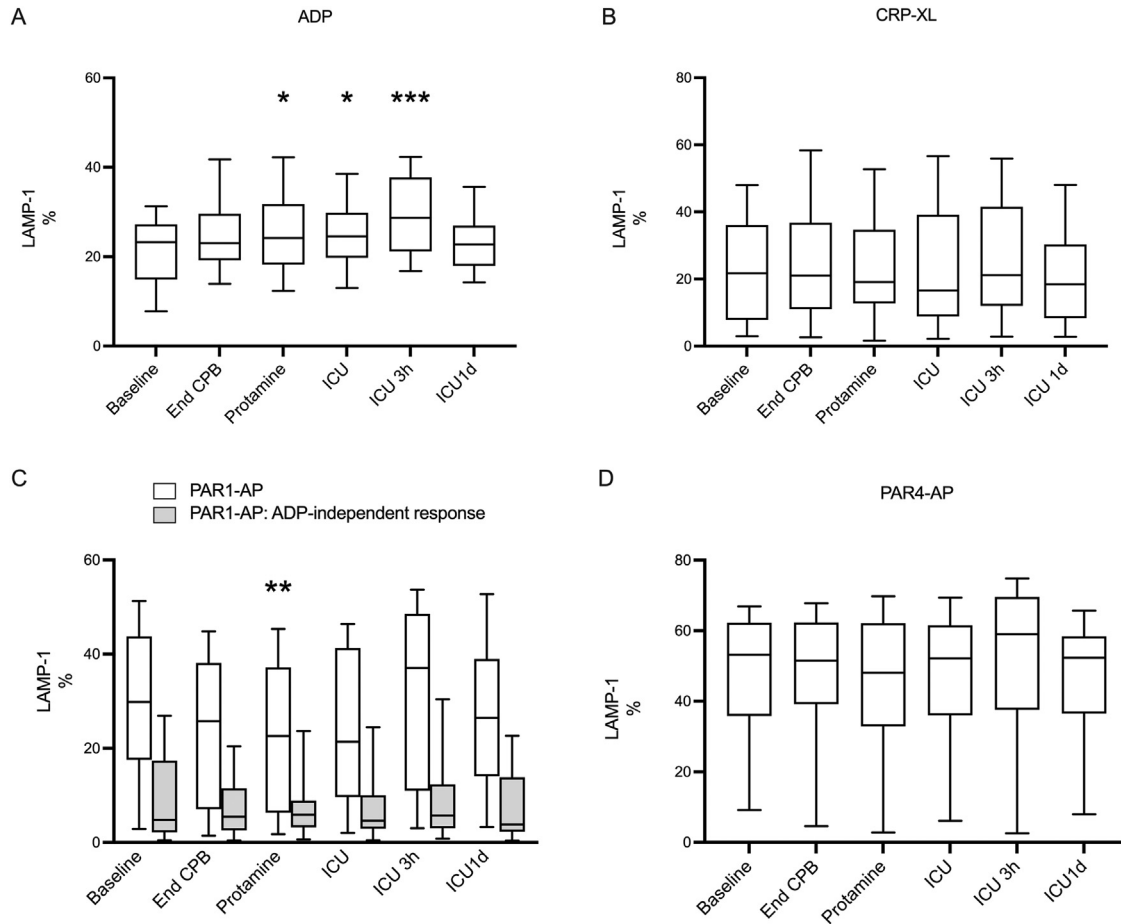 A
ADP
LAMP-1
%
60
40
20
0
* * ***
Baseline
End CPB
Protamine
ICU
ICU 3h
ICU1d
B
CRP-XL
LAMP-1
%
80
60
40
20
0
Baseline
End CPB
Protamine
ICU
ICU 3h
ICU 1d
C
PAR1-AP
PAR1-AP: ADP-independent response
LAMP-1
%
60
40
20
0
**
Baseline
End CPB
Protamine
ICU
ICU 3h
ICU1d
D
PAR4-AP
LAMP-1
%
80
60
40
20
0
Baseline
End CPB
Protamine
ICU
ICU 3h
ICU1d